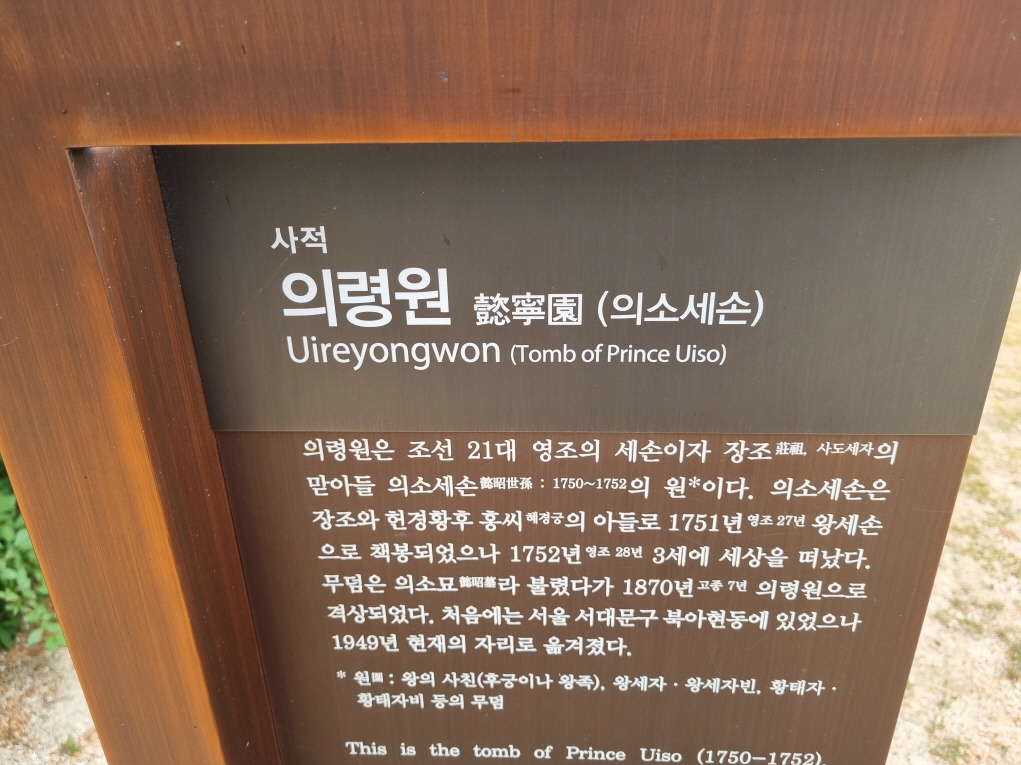 사적
의령원 懿寧園 (의소세손)
Uireyongwon (Tomb of Prince Uiso)
의령원은 조선 21대 영조의 세손이자 장조莊祖, 사도세자의
맏아들 의소세손懿昭世孫 : 1750~1752의 원*이다. 의소세손은
장조와 헌경황후 홍씨혜경궁의 아들로 1751년영조 27년 왕세손
으로 책봉되었으나 1752년영조 28년 3세에 세상을 떠났다.
무덤은 의소묘懿昭墓라 불렸다가 1870년고종 7년 의령원으로
격상되었다. 처음에는 서울 서대문구 북아현동에 있었으나
1949년 현재의 자리로 옮겨졌다.
* 원園 : 왕의 사친(후궁이나 왕족), 왕세자 · 왕세자빈, 황태자 ·
황태자비 등의 무덤
This is the tomb of Prince Uiso (1750–1752),